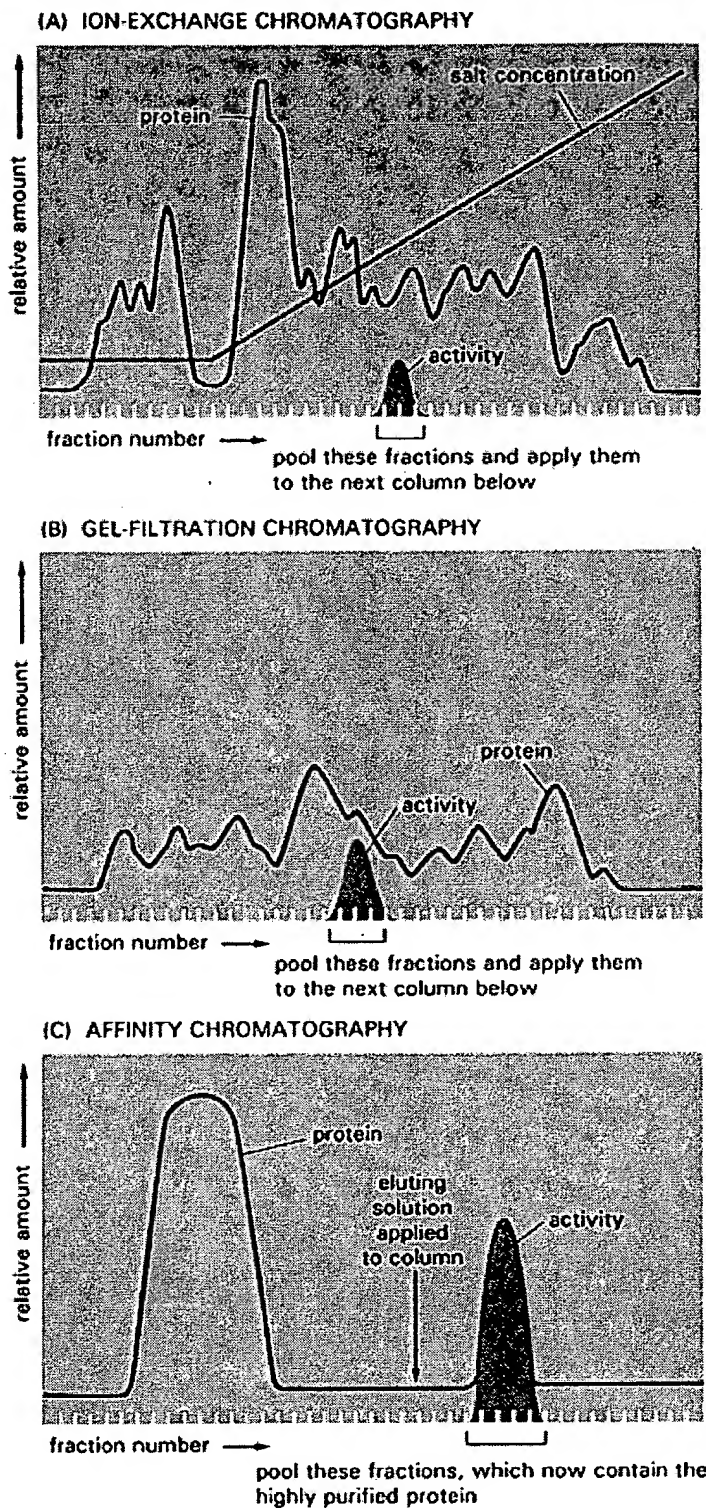 (A) ION-EXCHANGE CHROMATOGRAPHY
salt concentration
protein
relative amount
activity
fraction number
pool these fractions and apply them
to the next column below
(B) GEL-FILTRATION CHROMATOGRAPHY
protein
relative amount
activity
fraction number
pool these fractions and apply them
to the next column below
(C) AFFINITY CHROMATOGRAPHY
protein
relative amount
eluting
solution
applied
to column
activity
fraction number
pool these fractions, which now contain the
highly purified protein